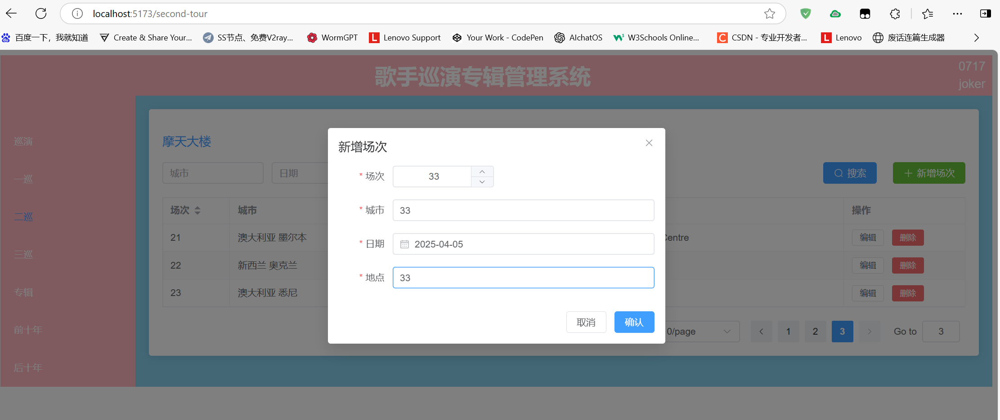 localhost:5173/second-tour
百度一下，我就知道 Create & Share Your... SS节点、免费V2ray... WormGPT Lenovo Support Your Work - CodePen AIchatOS W3Schools Online... CSDN - 专业开发者... Lenovo 废话连篇生成器
歌手巡演专辑管理系统
0717
joker
巡演
一巡
二巡
三巡
专辑
前十年
后十年
摩天大楼
城市 日期 搜索 新增场次
场次 城市 操作
21 澳大利亚 墨尔本 Centre 编辑 删除
22 新西兰 奥克兰 编辑 删除
23 澳大利亚 悉尼 编辑 删除
0/page 1 2 3 Go to 3
新增场次
* 场次 33
* 城市 33
* 日期 2025-04-05
* 地点 33
取消 确认